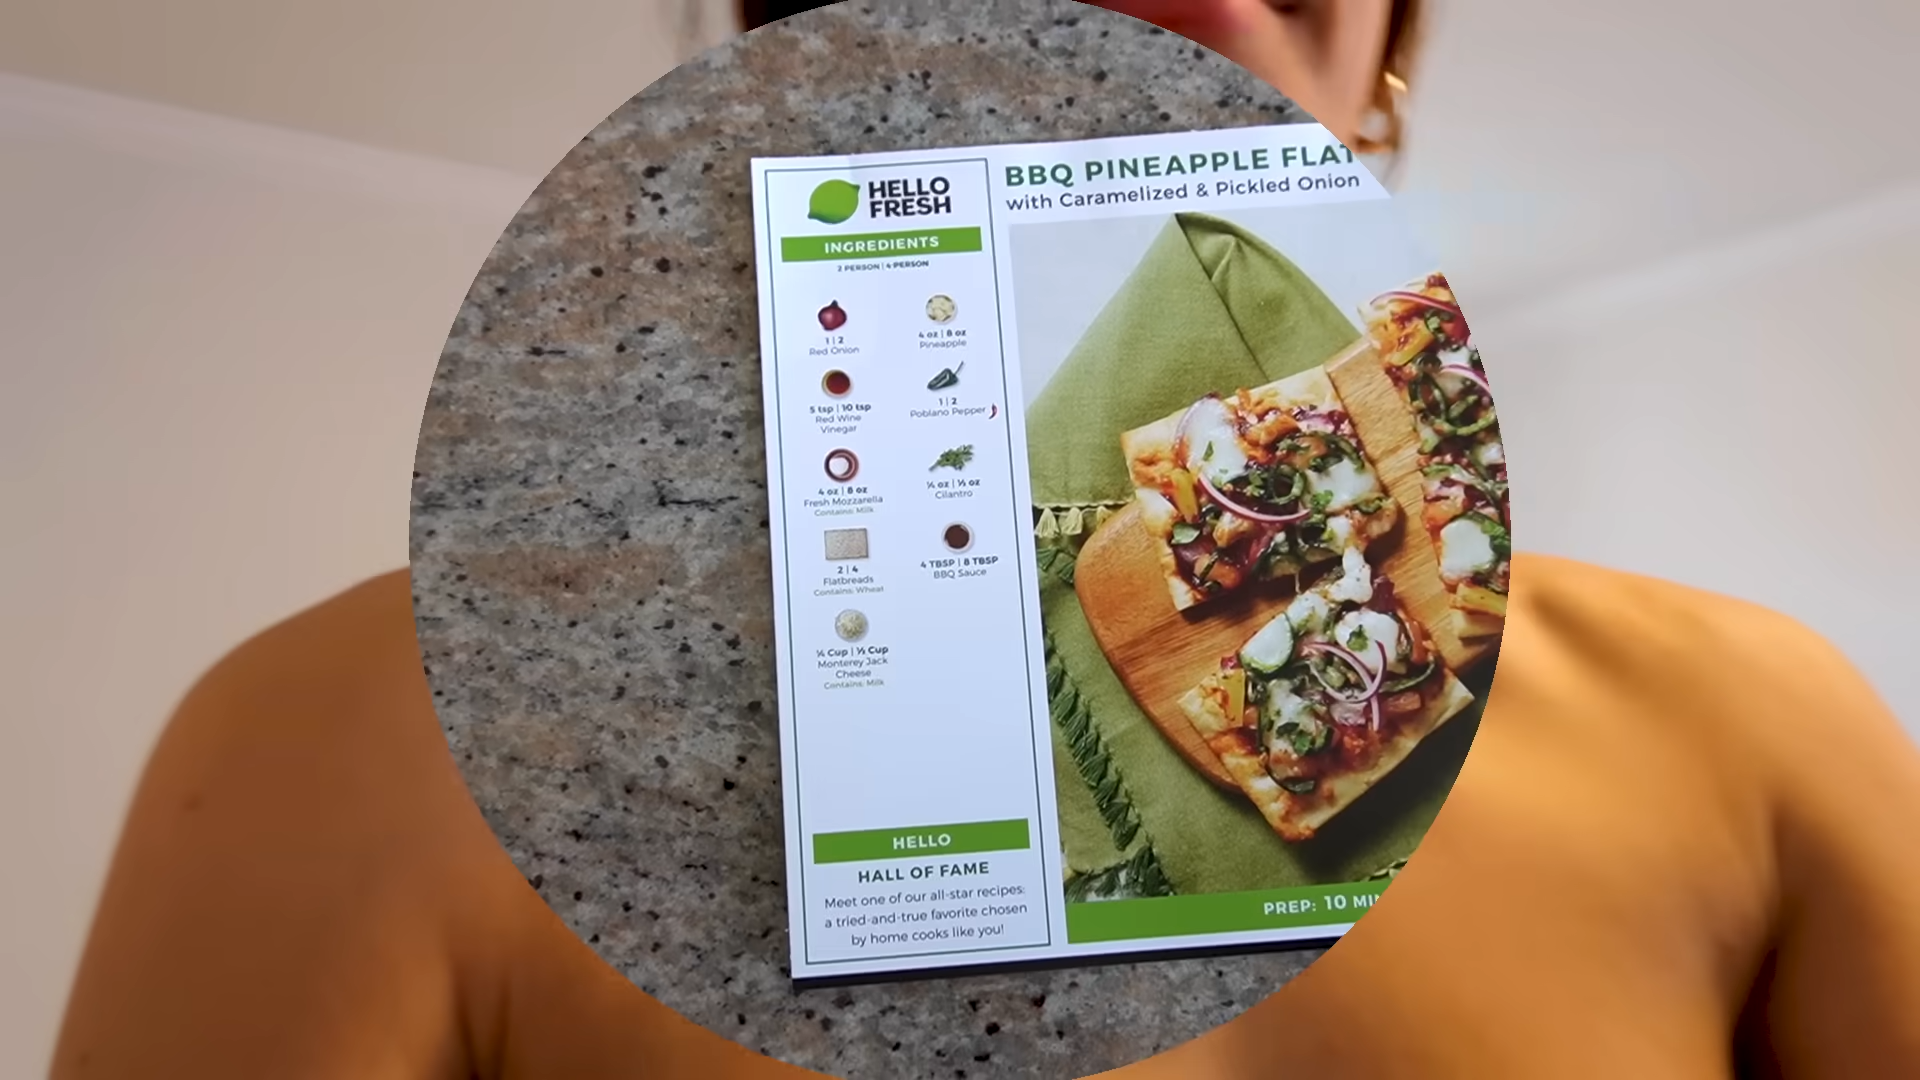 HELLO
FRESH
INGREDIENTS
2 PERSON | 4 PERSON
1 | 2
Red Onion
4 oz | 8 oz
Pineapple
5 tsp | 10 tsp
Red Wine
Vinegar
1 | 2
Poblano Pepper
4 oz | 8 oz
Fresh Mozzarella
Contains: Milk
¼ oz | ½ oz
Cilantro
2 | 4
Flatbreads
Contains: Wheat
4 TBSP | 8 TBSP
BBQ Sauce
¼ Cup | ½ Cup
Monterey Jack
Cheese
Contains: Milk
HELLO
HALL OF FAME
Meet one of our all-star recipes:
a tried-and-true favorite chosen
by home cooks like you!
BBQ PINEAPPLE FLAT
with Caramelized & Pickled Onion
PREP: 10 MIN